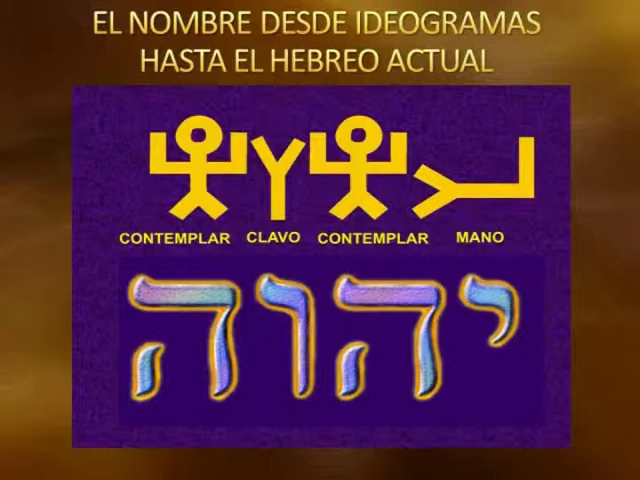 EL NOMBRE DESDE IDEOGRAMAS
HASTA EL HEBREO ACTUAL
CONTEMPLAR CLAVO CONTEMPLAR MANO
יהוה